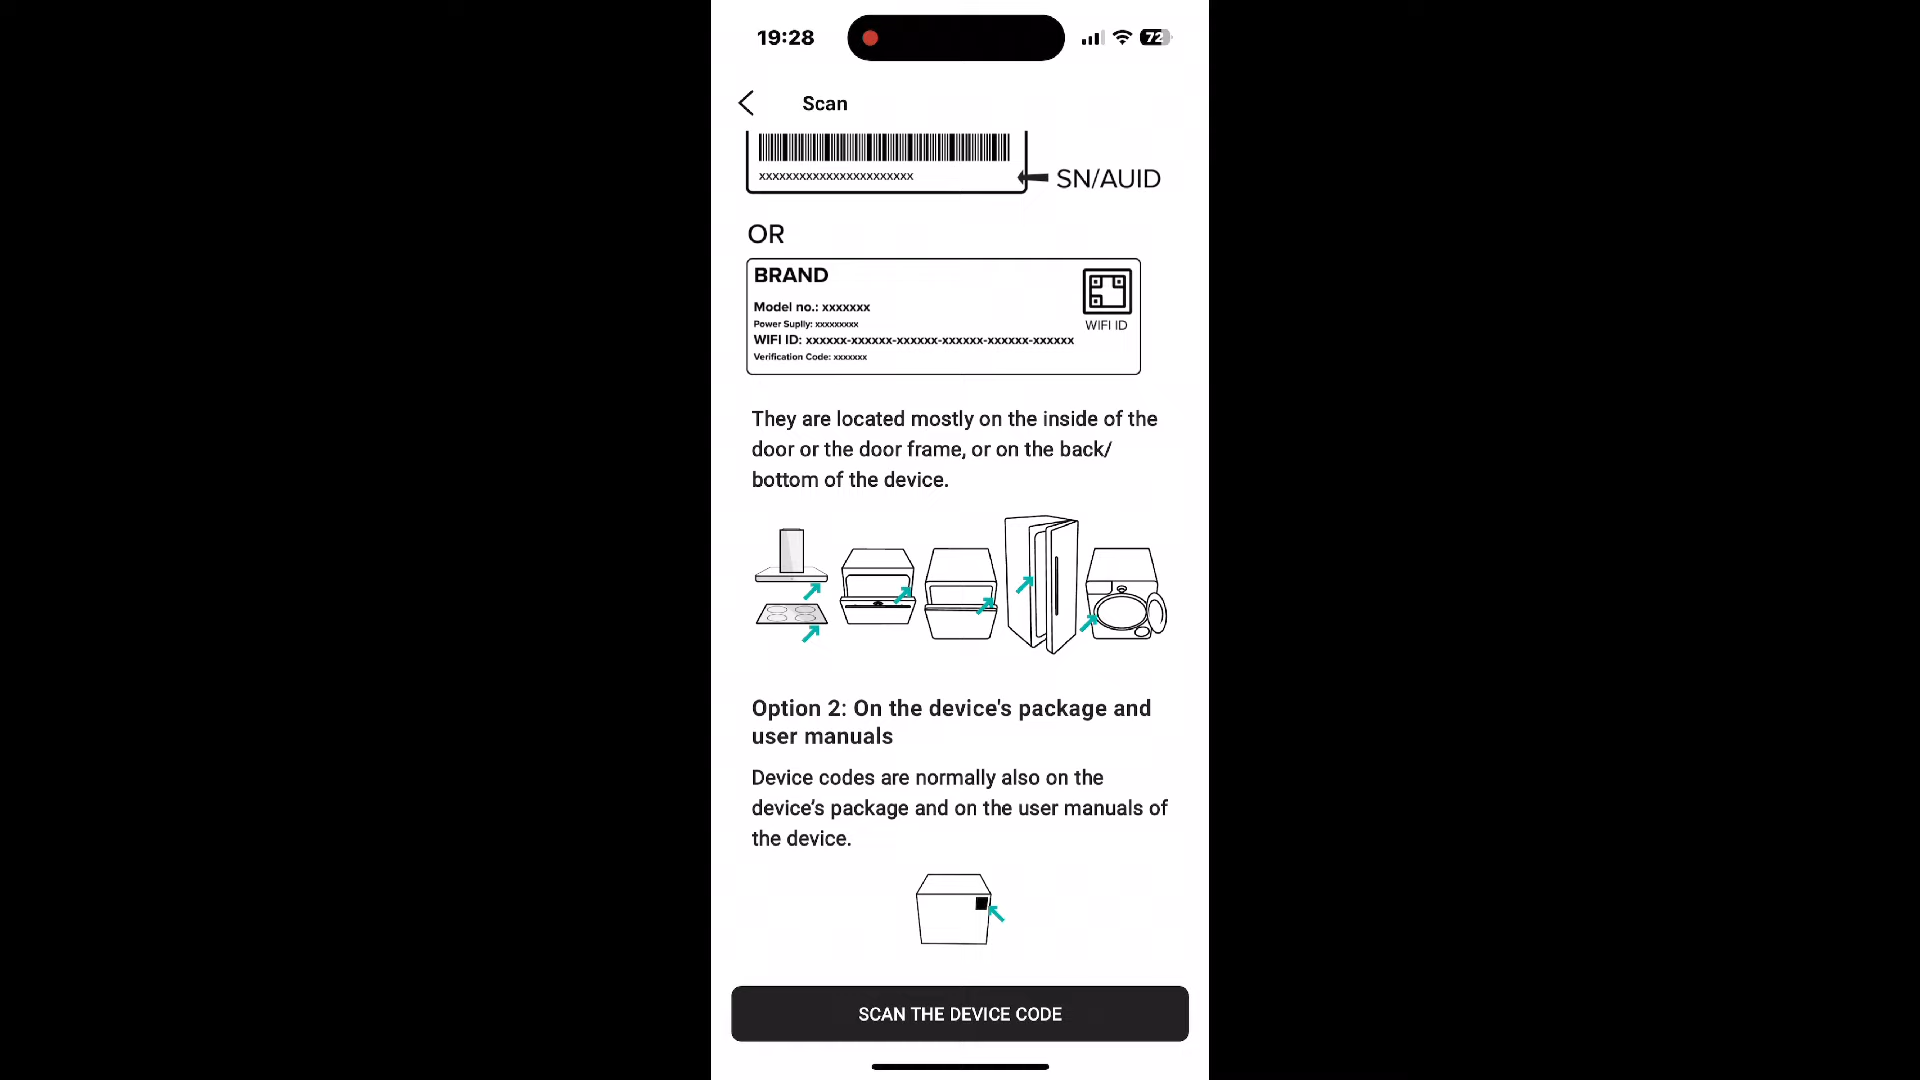 19:28
72
Scan
xxxxxxxxxxxxxxxxxxxxxxxx
SN/AUID
OR
BRAND
Model no.: xxxxxxx
Power Suplly: xxxxxxxxx
WIFI ID: xxxxxx-xxxxxx-xxxxxx-xxxxxx-xxxxxx-xxxxxx
Verification Code: xxxxxxx
WIFI ID
They are located mostly on the inside of the
door or the door frame, or on the back/
bottom of the device.
Option 2: On the device's package and
user manuals
Device codes are normally also on the
device’s package and on the user manuals of
the device.
SCAN THE DEVICE CODE